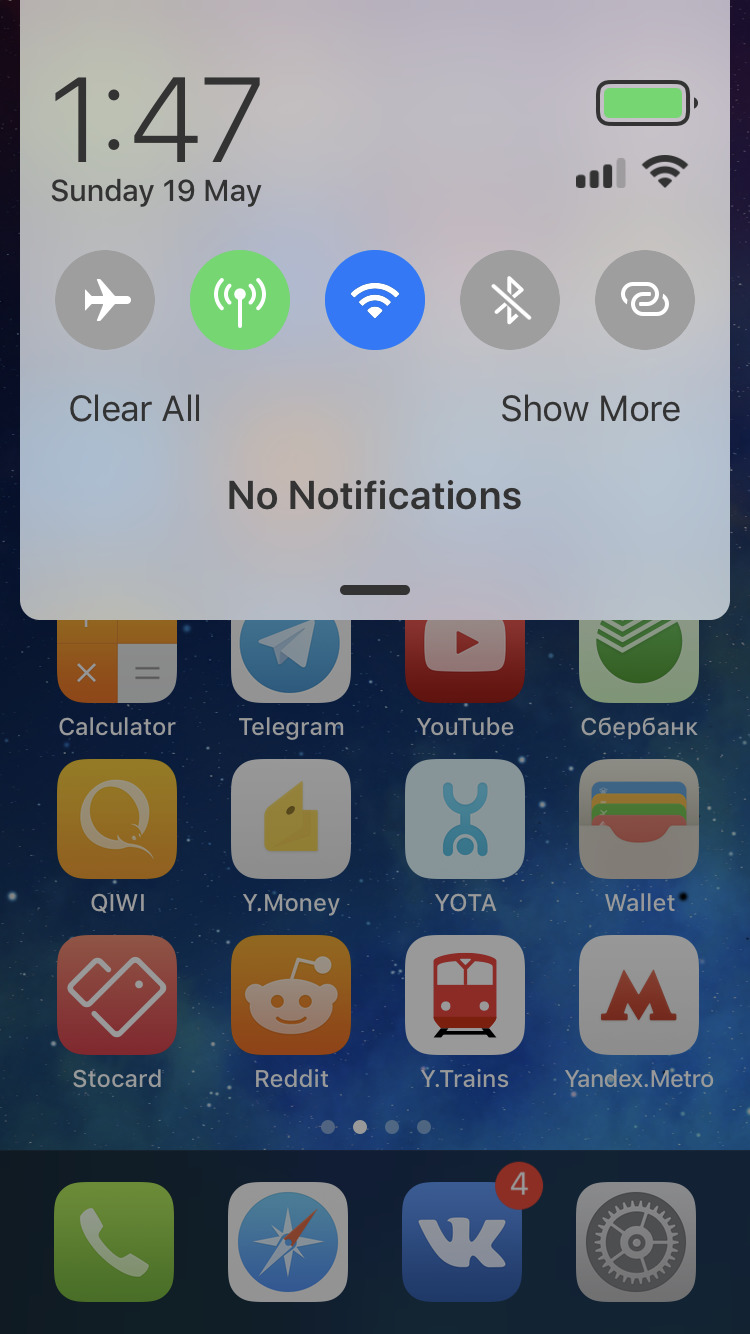 1:47
Sunday 19 May
Clear All
Show More
No Notifications
Calculator
Telegram
YouTube
Сбербанк
QIWI
Y.Money
YOTA
Wallet
Stocard
Reddit
Y.Trains
Yandex.Metro
4